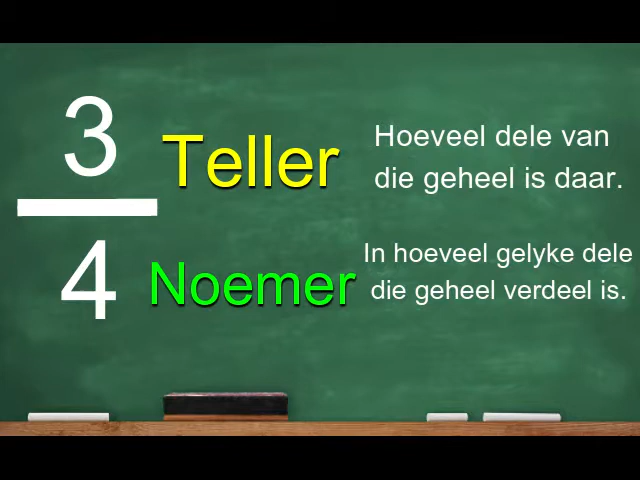 3
Teller
Hoeveel dele van
die geheel is daar.
4
Noemer
In hoeveel gelyke dele
die geheel verdeel is.